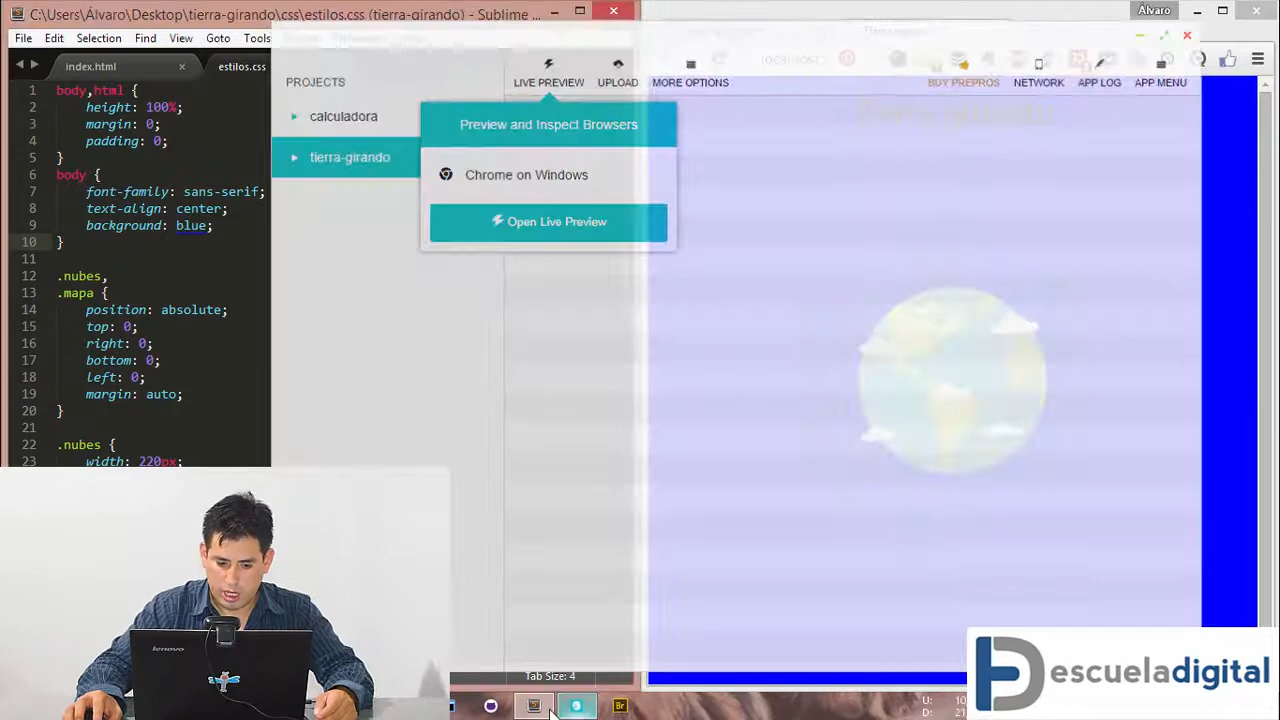 C:\Users\Álvaro\Desktop\tierra-girando\css\estilos.css (tierra-girando) - Sublime ...
Alvaro
File Edit Selection Find View Goto Tools
index.html
estilos.css
PROJECTS
calculadora
tierra-girando
LIVE PREVIEW
UPLOAD
MORE OPTIONS
BUY PREPROS
NETWORK
APP LOG
APP MENU
Preview and Inspect Browsers
Chrome on Windows
Open Live Preview
1 body,html {
2 height: 100%;
3 margin: 0;
4 padding: 0;
5 }
6 body {
7 font-family: sans-serif;
8 text-align: center;
9 background: blue;
10 }
11
12 .nubes,
13 .mapa {
14 position: absolute;
15 top: 0;
16 right: 0;
17 bottom: 0;
18 left: 0;
19 margin: auto;
20 }
21
22 .nubes {
23 width: 220px;
lenovo
Tab Size: 4
Br
U:
D:
escueladigital